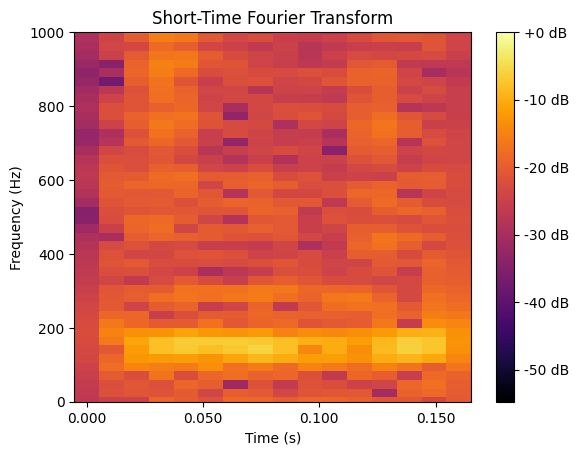 Short-Time Fourier Transform
1000
800
600
400
200
0
Frequency (Hz)
0.000
0.050
0.100
0.150
Time (s)
+0 dB
-10 dB
-20 dB
-30 dB
-40 dB
-50 dB